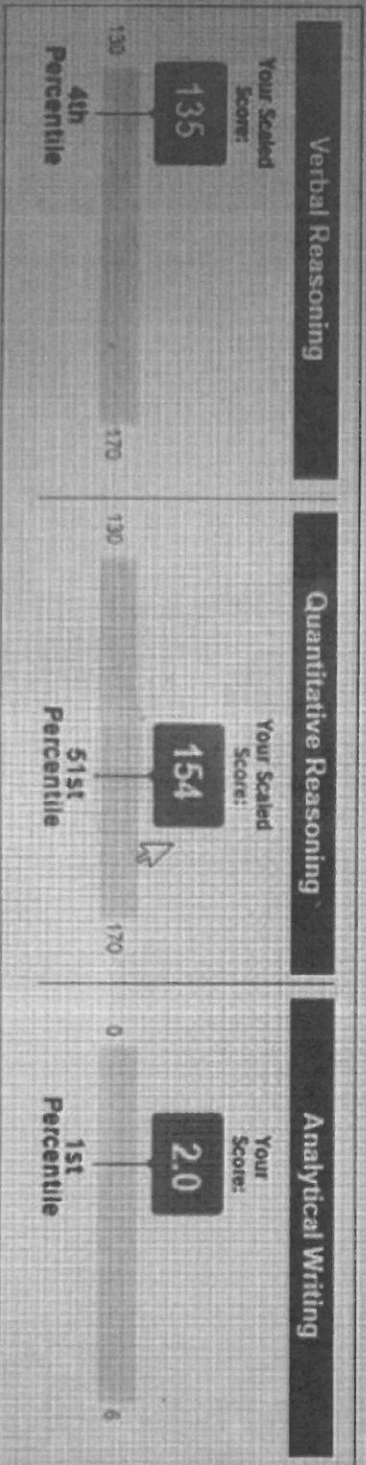 Verbal Reasoning
Your Scaled
Score:
135
130
170
4th
Percentile
Quantitative Reasoning
Your Scaled
Score:
154
130
170
51st
Percentile
Analytical Writing
Your
Score:
2.0
0
6
1st
Percentile